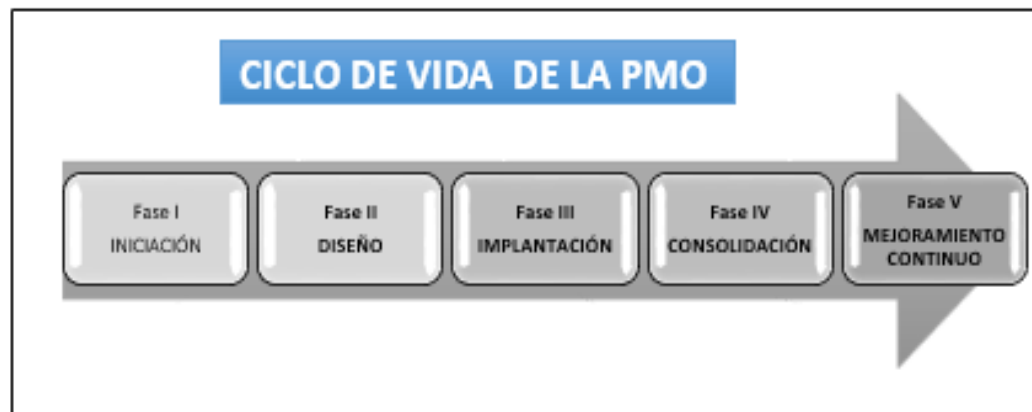 CICLO DE VIDA DE LA PMO
Fase I
INICIACIÓN
Fase II
DISEÑO
Fase III
IMPLANTACIÓN
Fase IV
CONSOLIDACIÓN
Fase V
MEJORAMIENTO
CONTINUO